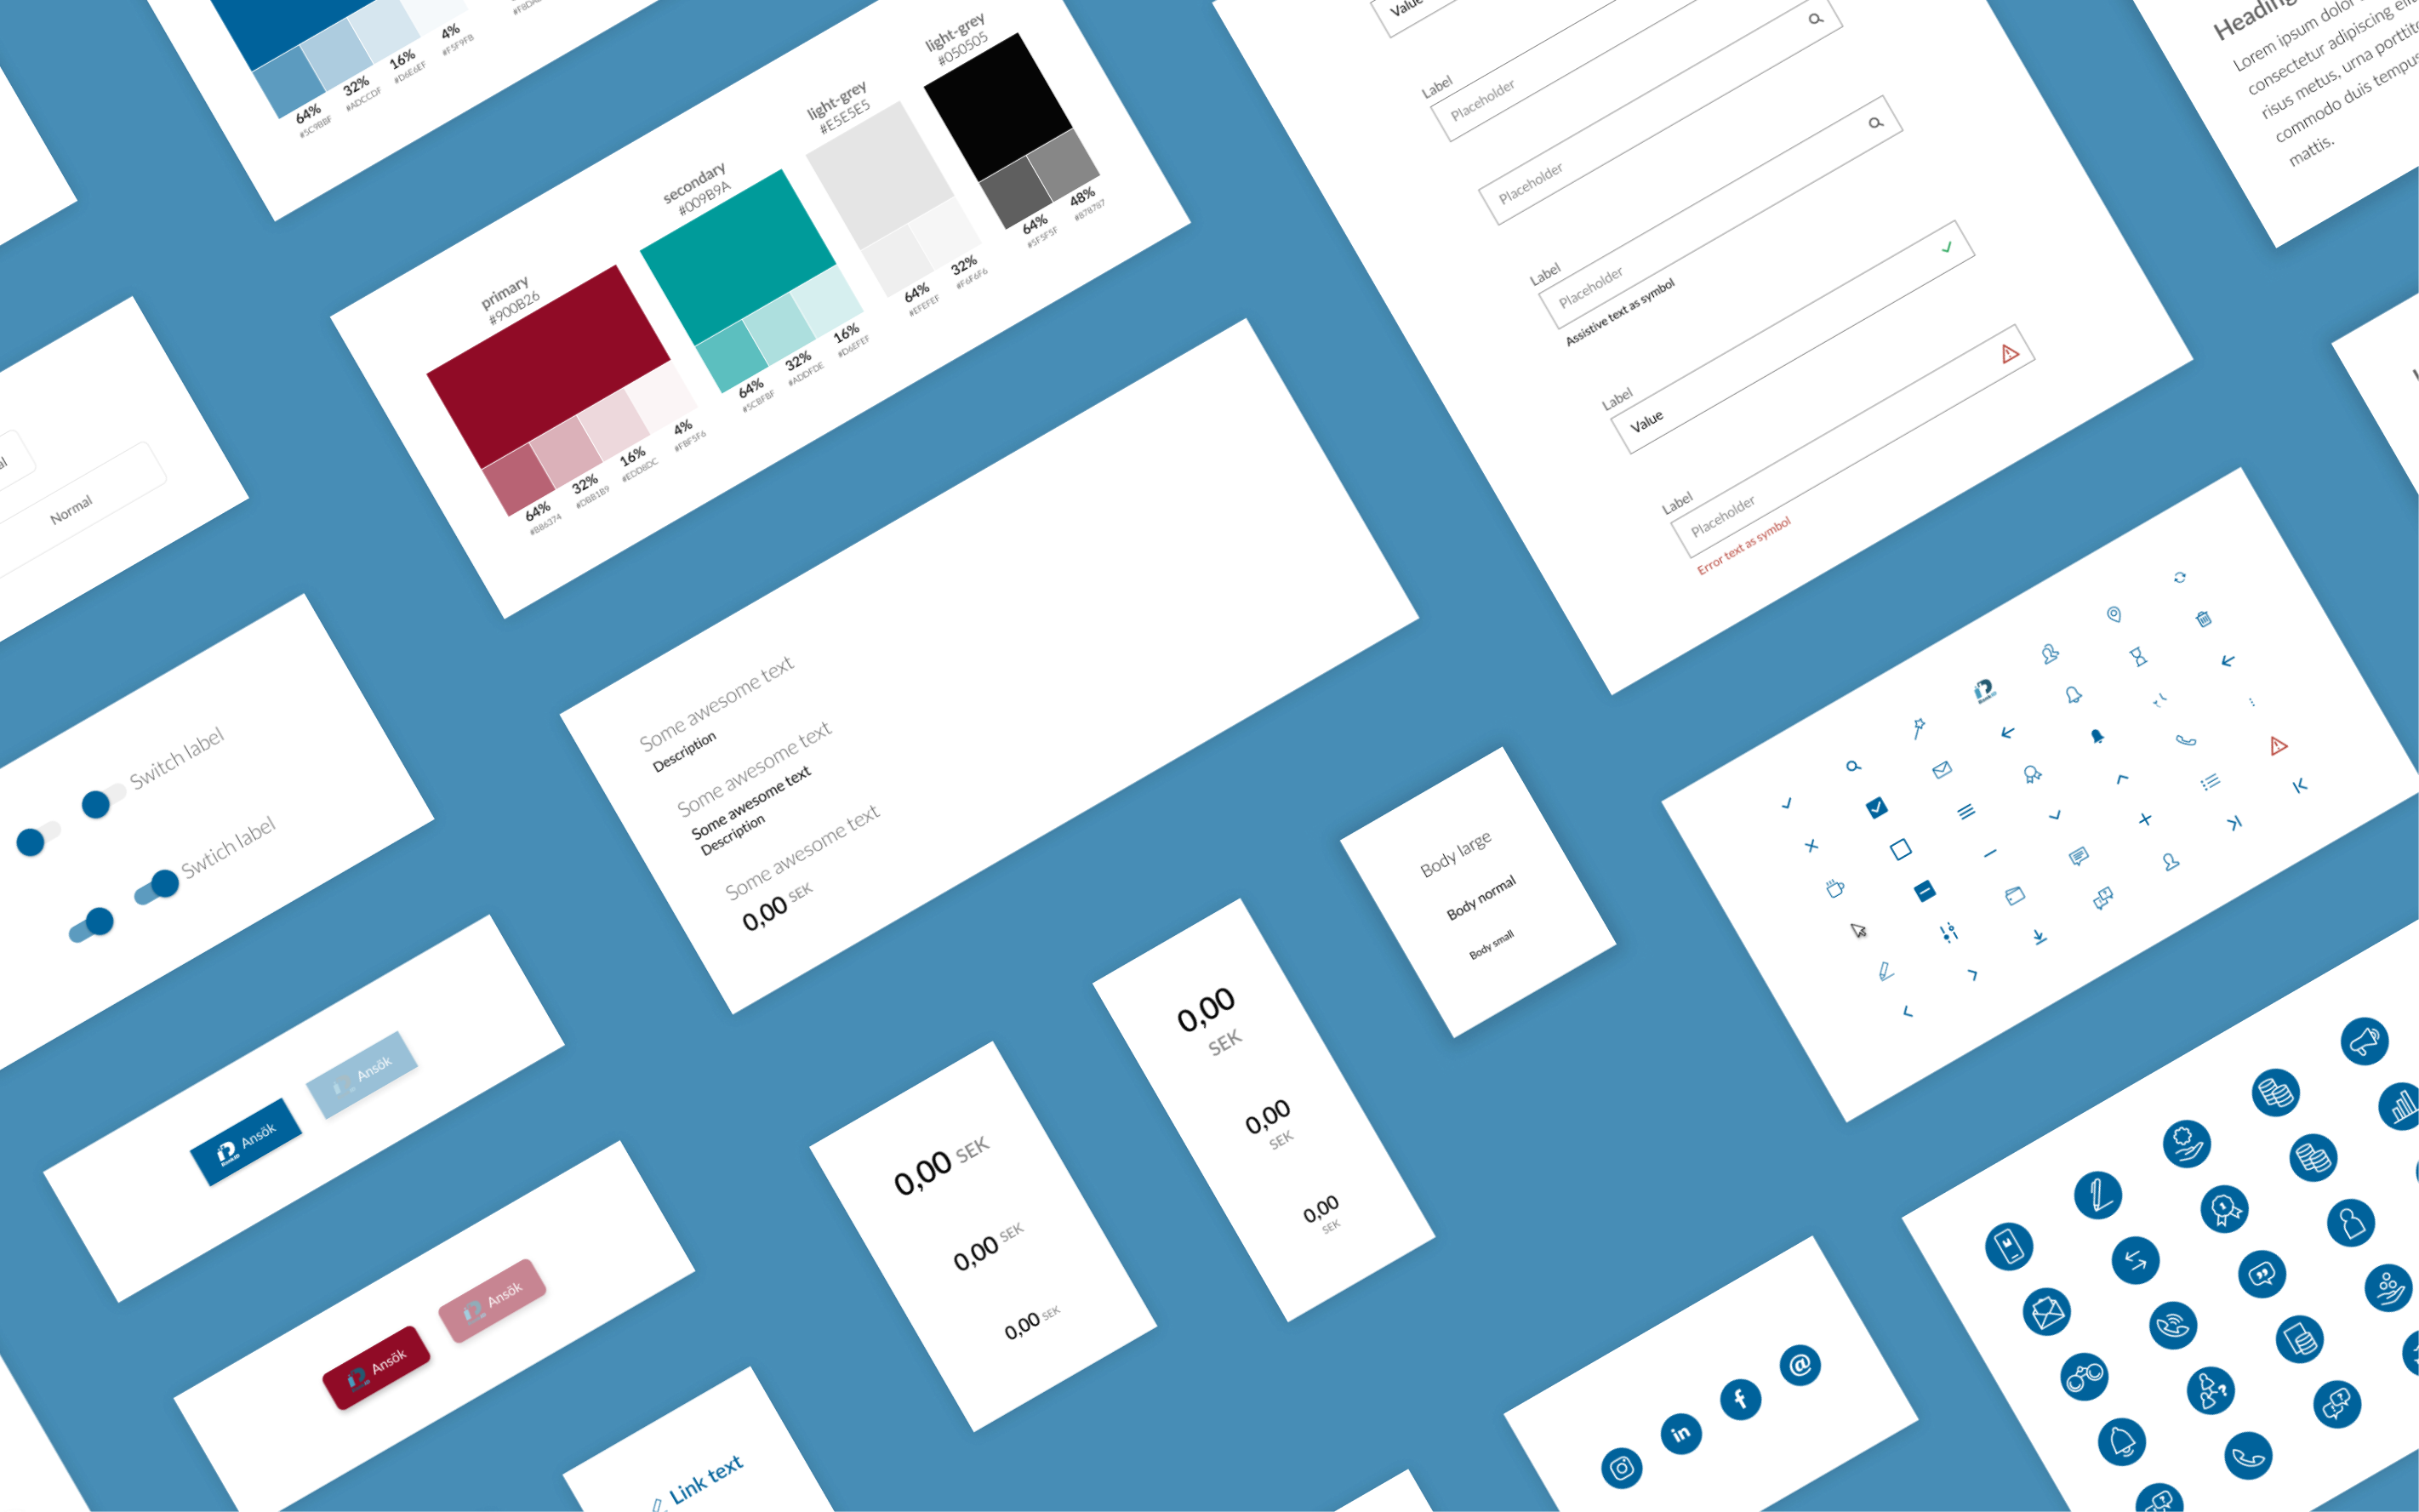 64%
#5C9BBF
32%
#ADCCDF
16%
#D6E6EF
4%
#F5F9FB
primary
#900B26
64%
#B86374
32%
#DBB1B9
16%
#EDD8DC
4%
#FBF5F6
secondary
#009B9A
64%
#5CBFBF
32%
#ADDFDE
16%
#D6EFEF
light-grey
#E5E5E5
64%
#EFEFEF
32%
#F6F6F6
light-grey
#050505
64%
#5F5F5F
48%
#878787
Value
Label
Placeholder
Placeholder
Label
Placeholder
Assistive text as symbol
Label
Value
Label
Placeholder
Error text as symbol
Heading
Lorem ipsum dolor
consectetur adipiscing
risus metus, urna
commodo duis
mattis.
Normal
Switch label
Swtich label
Some awesome text
Description
Some awesome text
Some awesome text
Description
Some awesome text
0,00 SEK
Body large
Body normal
Body small
0,00
SEK
0,00
SEK
0,00
SEK
0,00 SEK
0,00 SEK
0,00 SEK
BankID
Ansök
Ansök
Ansök
Ansök
Link text
in
f
@